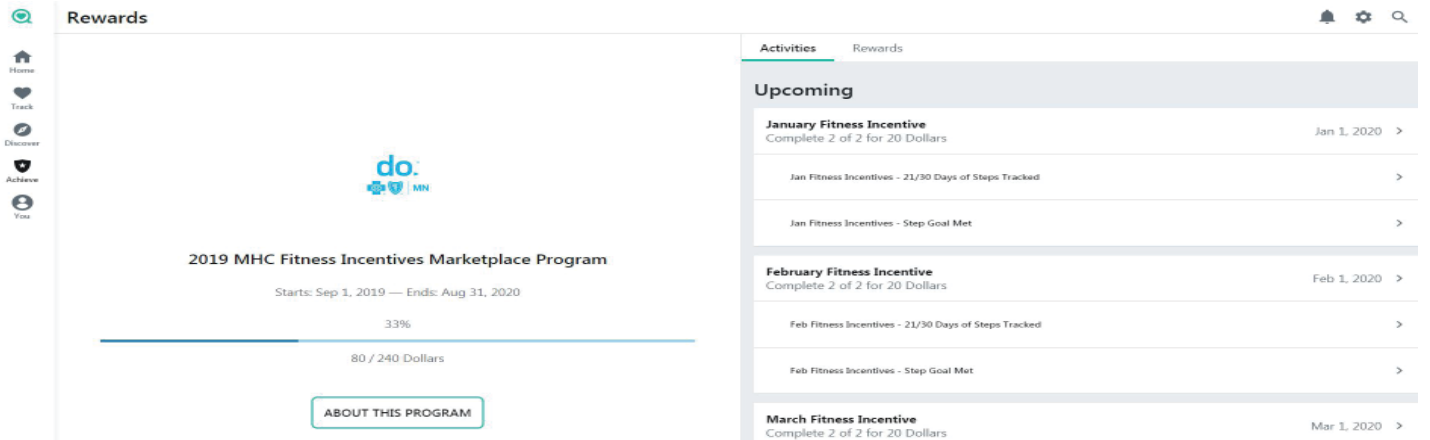 Rewards
Home
Track
Discover
Achieve
You
do.
MN
2019 MHC Fitness Incentives Marketplace Program
Starts: Sep 1, 2019 — Ends: Aug 31, 2020
33%
80 / 240 Dollars
ABOUT THIS PROGRAM
Activities Rewards
Upcoming
January Fitness Incentive
Complete 2 of 2 for 20 Dollars
Jan 1, 2020
Jan Fitness Incentives - 21/30 Days of Steps Tracked
Jan Fitness Incentives - Step Goal Met
February Fitness Incentive
Complete 2 of 2 for 20 Dollars
Feb 1, 2020
Feb Fitness Incentives - 21/30 Days of Steps Tracked
Feb Fitness Incentives - Step Goal Met
March Fitness Incentive
Complete 2 of 2 for 20 Dollars
Mar 1, 2020